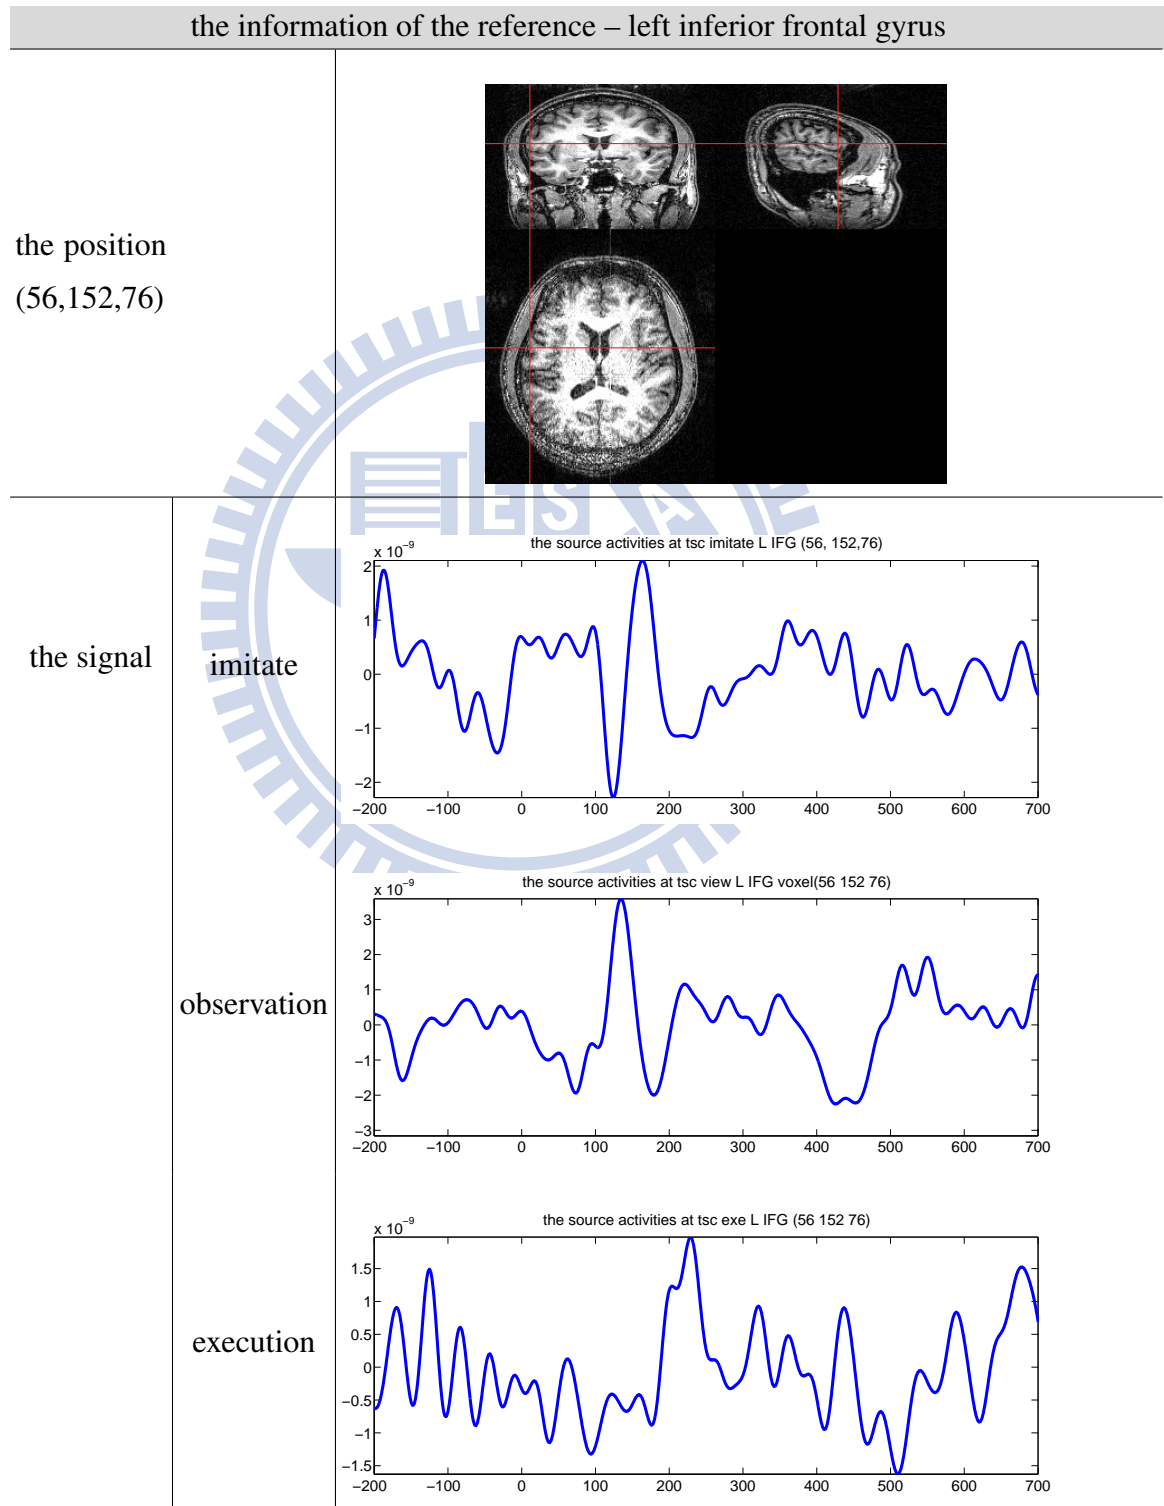 the information of the reference – left inferior frontal gyrus
the position
(56,152,76)
the signal
imitate
the source activities at tsc imitate L IFG (56, 152,76)
x 10⁻⁹
2
1
0
−1
−2
−200 −100 0 100 200 300 400 500 600 700
observation
the source activities at tsc view L IFG voxel(56 152 76)
x 10⁻⁹
3
2
1
0
−1
−2
−3
−200 −100 0 100 200 300 400 500 600 700
execution
the source activities at tsc exe L IFG (56 152 76)
x 10⁻⁹
1.5
1
0.5
0
−0.5
−1
−1.5
−200 −100 0 100 200 300 400 500 600 700
ESA